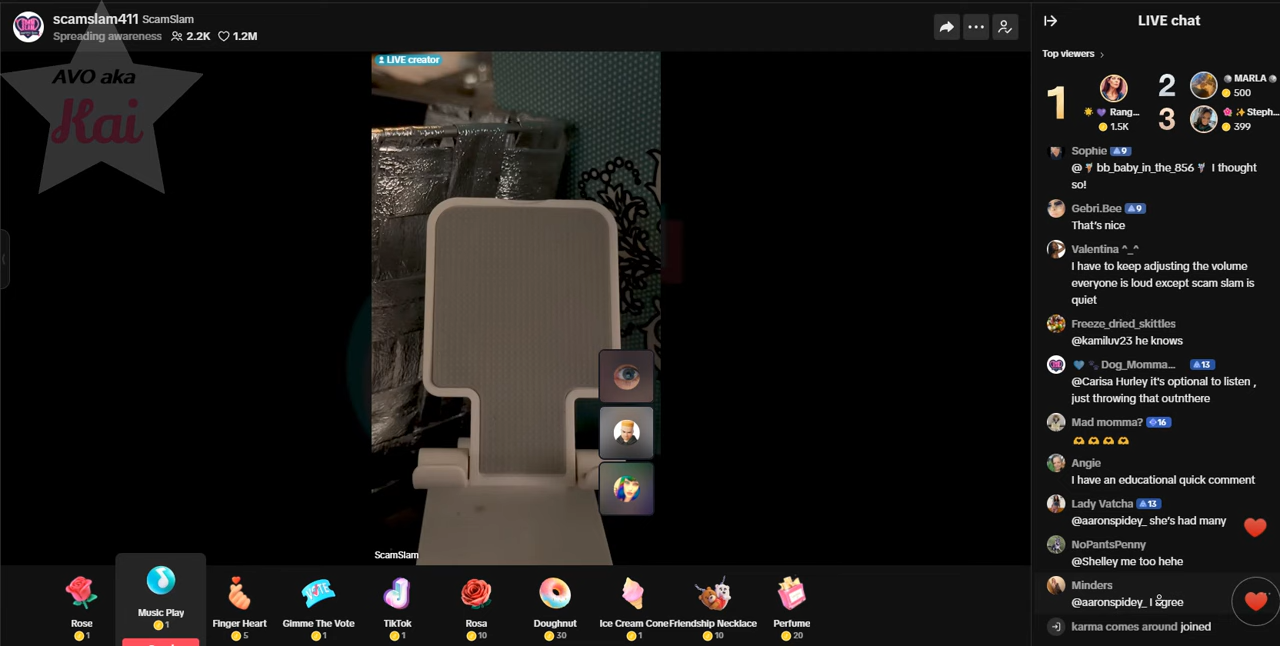 scamslam411 ScamSlam
Spreading awareness 2.2K 1.2M
AVO aka
Kai
LIVE creator
ScamSlam
Rose
1
Music Play
1
Finger Heart
5
VOTE
Gimme The Vote
1
TikTok
1
Rosa
10
Doughnut
30
Ice Cream Cone
1
Friendship Necklace
10
Perfume
20
LIVE chat
Top viewers
1
Rang...
1.5K
2
MARLA
500
3
Steph...
399
Sophie 9
@ bb_baby_in_the_856 I thought
so!
Gebri.Bee 9
That's nice
Valentina ^_^
I have to keep adjusting the volume
everyone is loud except scam slam is
quiet
Freeze_dried_skittles
@kamiluv23 he knows
Dog_Momma... 13
@Carisa Hurley it's optional to listen ,
just throwing that outnthere
Mad momma? 16
Angie
I have an educational quick comment
Lady Vatcha 13
@aaronspidey_ she's had many
NoPantsPenny
@Shelley me too hehe
Minders
@aaronspidey_ I agree
karma comes around joined